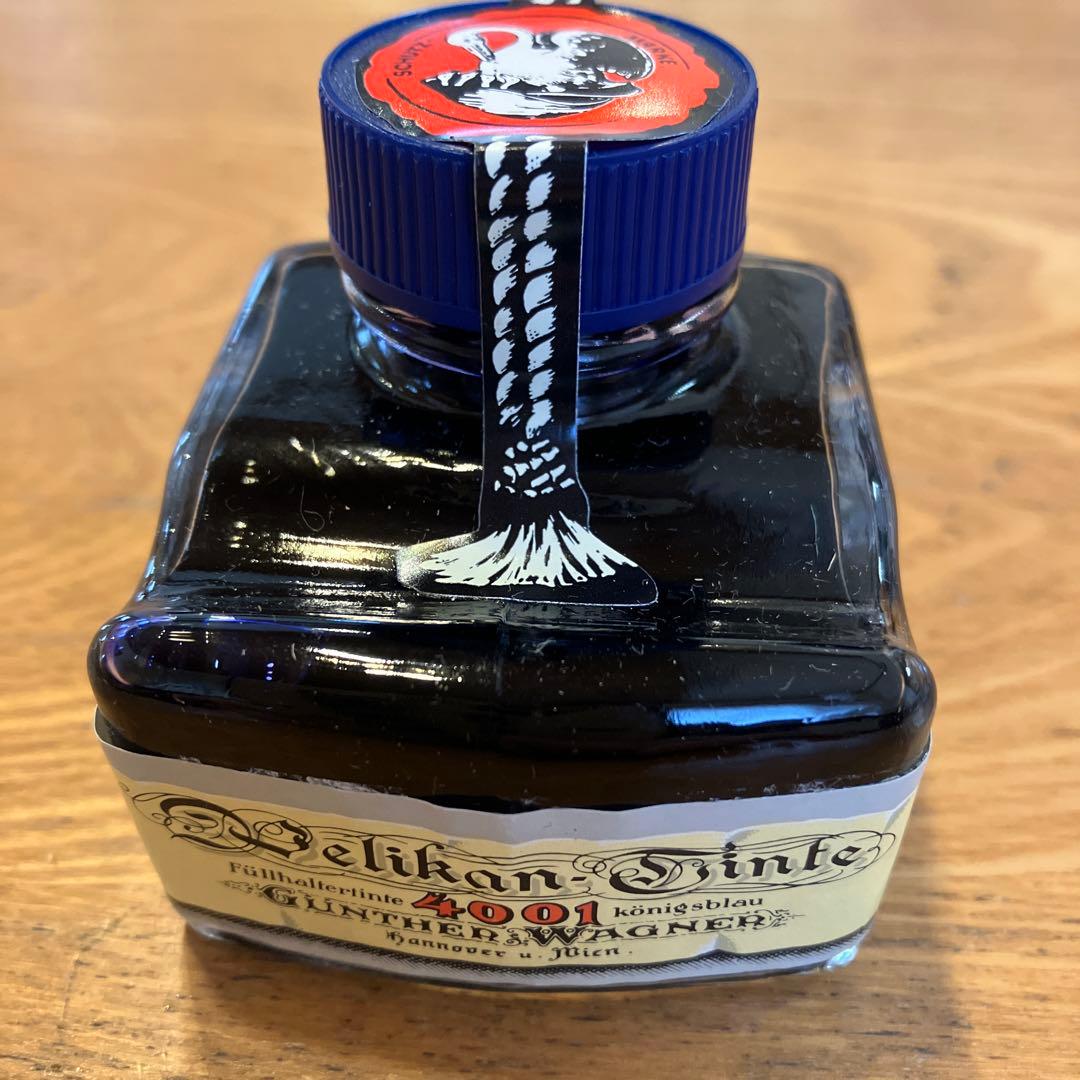 SCHUTZ- MARKE
Pelikan-Tinte
Füllhaltertinte 4001 königsblau
GÜNTHER WAGNER
Hannover u. Wien.